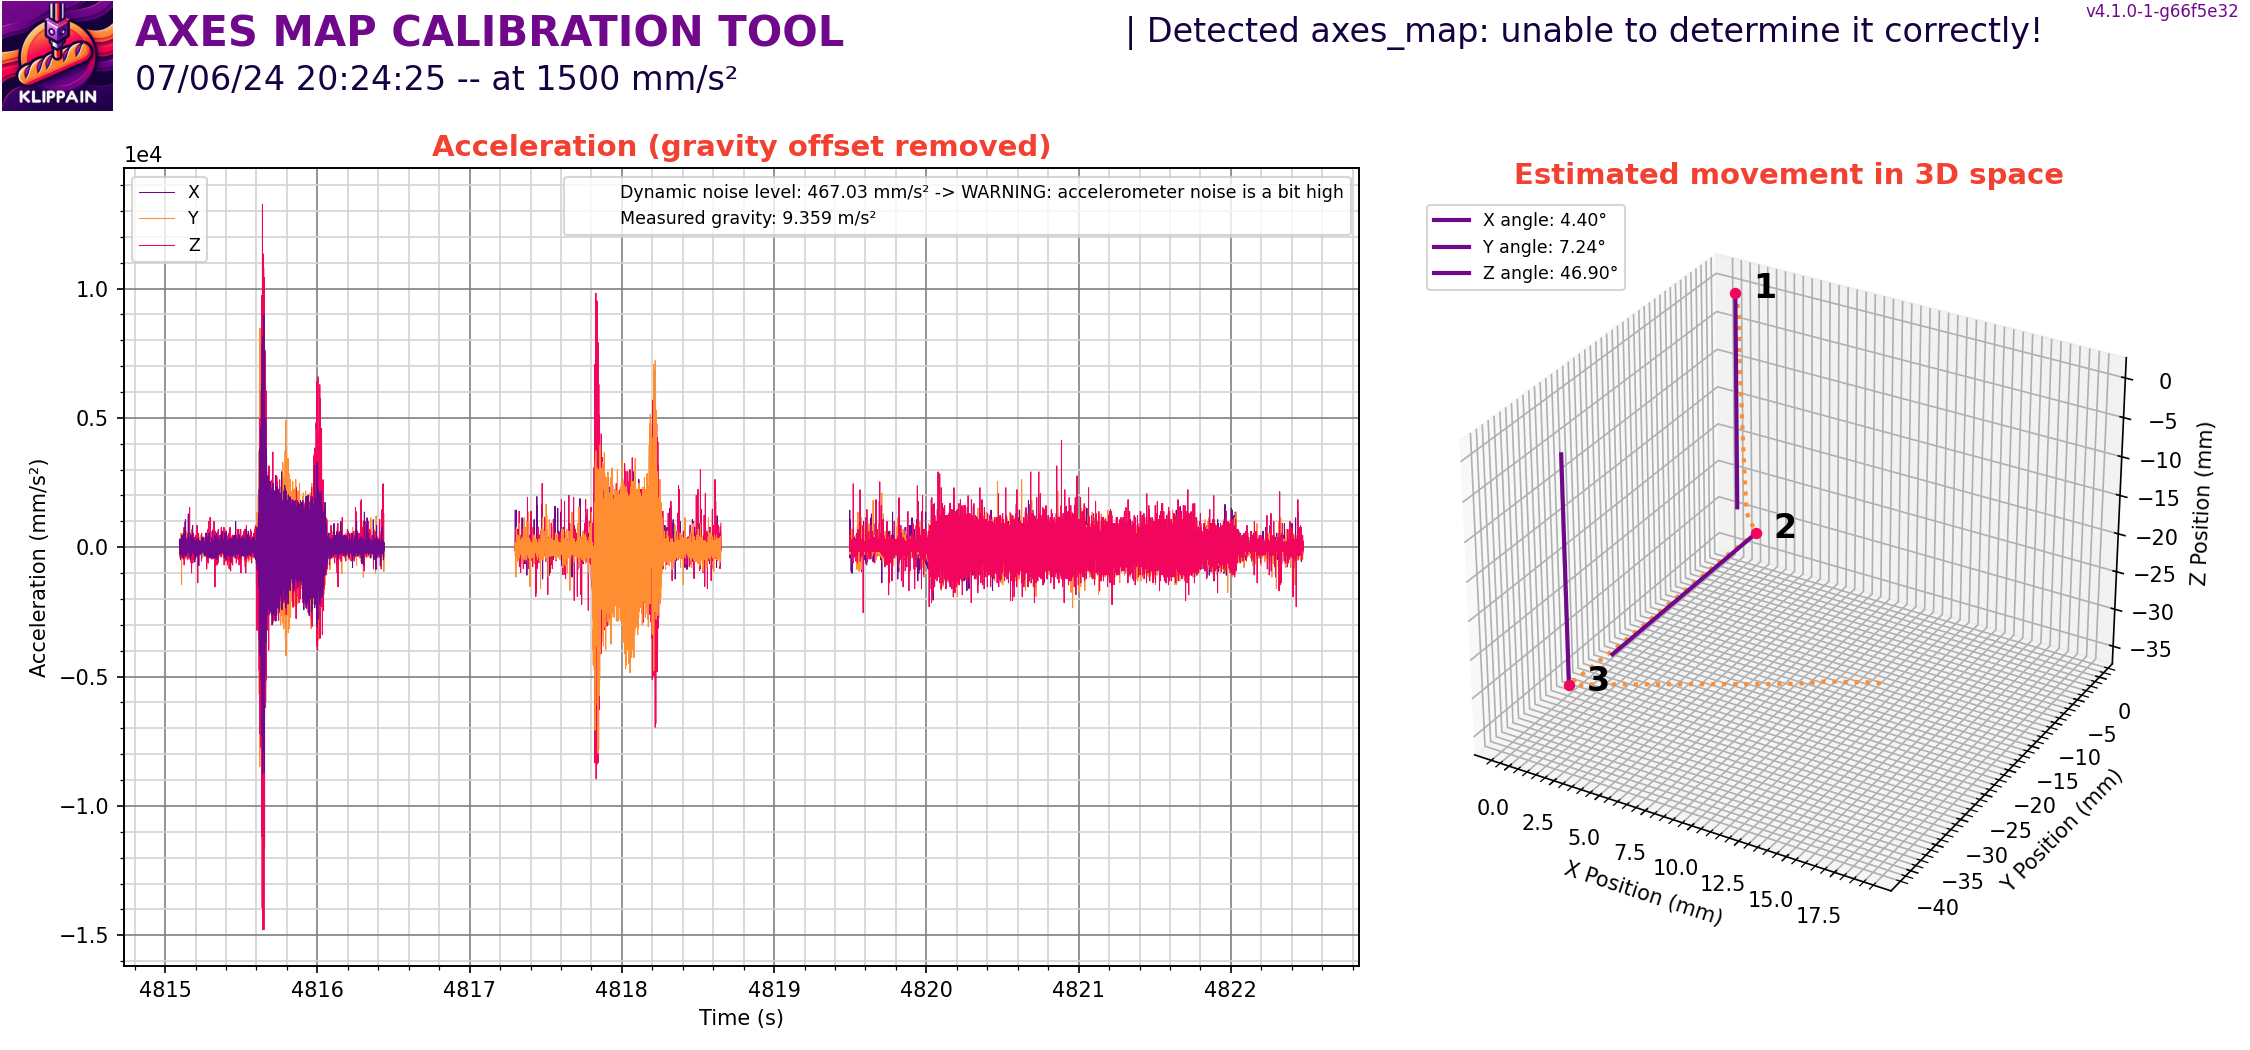 AXES MAP CALIBRATION TOOL
| Detected axes_map: unable to determine it correctly!
v4.1.0-1-g66f5e32
07/06/24 20:24:25 -- at 1500 mm/s²
KLIPPAIN
Acceleration (gravity offset removed)
1e4
X
Y
Z
Dynamic noise level: 467.03 mm/s² -> WARNING: accelerometer noise is a bit high
Measured gravity: 9.359 m/s²
Acceleration (mm/s²)
1.0
0.5
0.0
−0.5
−1.0
−1.5
4815
4816
4817
4818
4819
4820
4821
4822
Time (s)
Estimated movement in 3D space
X angle: 4.40°
Y angle: 7.24°
Z angle: 46.90°
1
2
3
0
−5
−10
−15
−20
−25
−30
−35
Z Position (mm)
0
−5
−10
−15
−20
−25
−30
−35
−40
Y Position (mm)
0.0
2.5
5.0
7.5
10.0
12.5
15.0
17.5
X Position (mm)